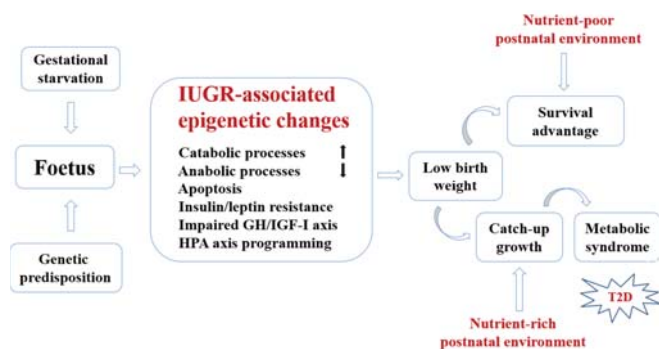 Gestational
starvation
Foetus
Genetic
predisposition
IUGR-associated
epigenetic changes
Catabolic processes
Anabolic processes
Apoptosis
Insulin/leptin resistance
Impaired GH/IGF-I axis
HPA axis programming
Low birth
weight
Nutrient-poor
postnatal environment
Survival
advantage
Catch-up
growth
Metabolic
syndrome
T2D
Nutrient-rich
postnatal environment